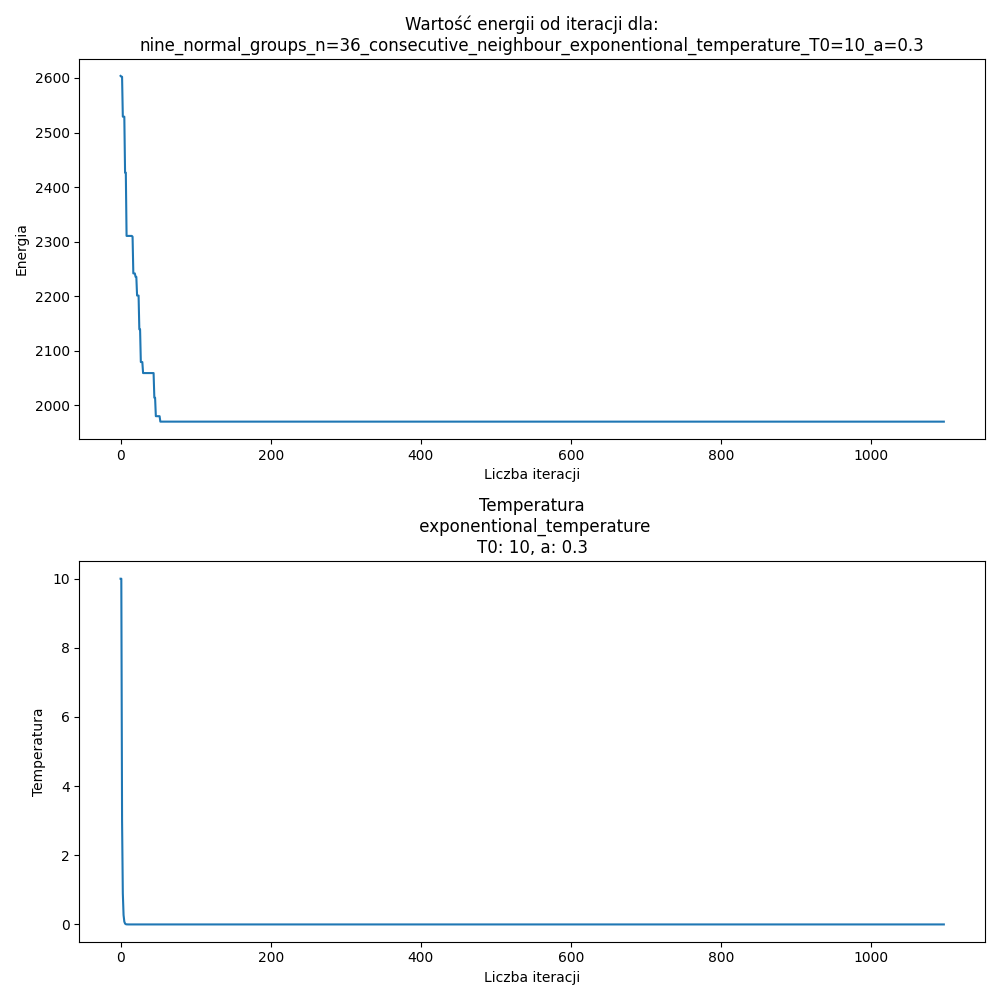 Wartość energii od iteracji dla:
nine_normal_groups_n=36_consecutive_neighbour_exponentional_temperature_T0=10_a=0.3
2600
2500
2400
2300
2200
2100
2000
Energia
0 200 400 600 800 1000
Liczba iteracji
Temperatura
exponentional_temperature
T0: 10, a: 0.3
10
8
6
4
2
0
Temperatura
0 200 400 600 800 1000
Liczba iteracji